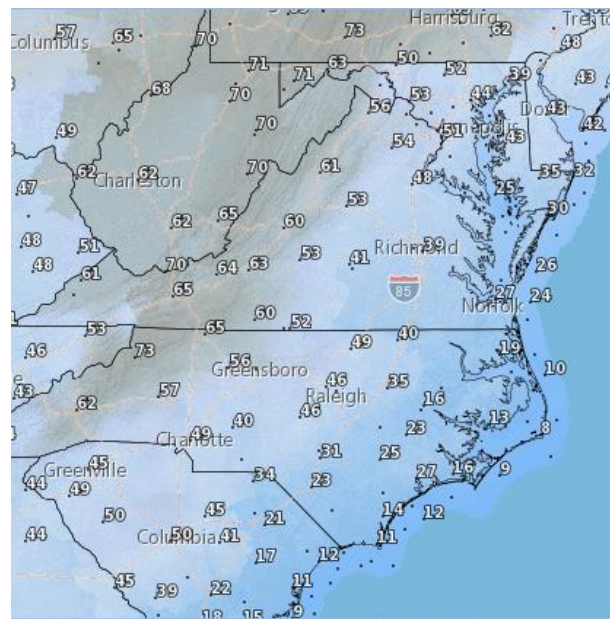 Harrisburg
57 65 70 73 62 Trento
Columbus 48
71 71 63 50 52 39 43
68 70 56 53 44 Dover 43 42
49 70 54 51 Annapolis 43
62 62 70 61 48 35 32
Charleston
47 53 25 30
62 65 60
48 51 Richmond 39
48 61 70 64 63 53 41 26
65 85 27 24
Norfolk
53 65 60 52 40
46 73 49 19
56 Greensboro 10
43 62 57 46 35
Raleigh 16
40 46 23 13 8
49
Charlotte
45 31 25
Greenville 34 27 16 9
44 49 23
50 45 21 14 12
44 Columbia 50 41 11
17 12
45 39 22 11
18 15 9